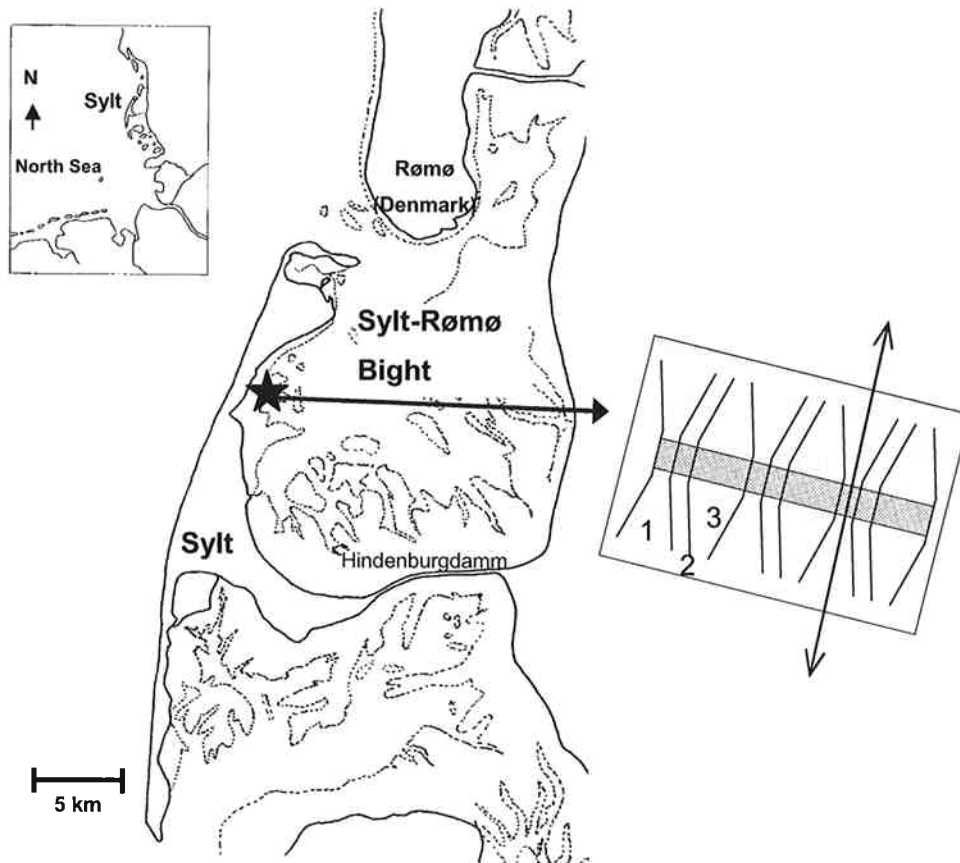 N
Sylt
North Sea
Rømø
(Denmark)
Sylt-Rømø
Bight
1
3
2
Sylt
Hindenburgdamm
5 km